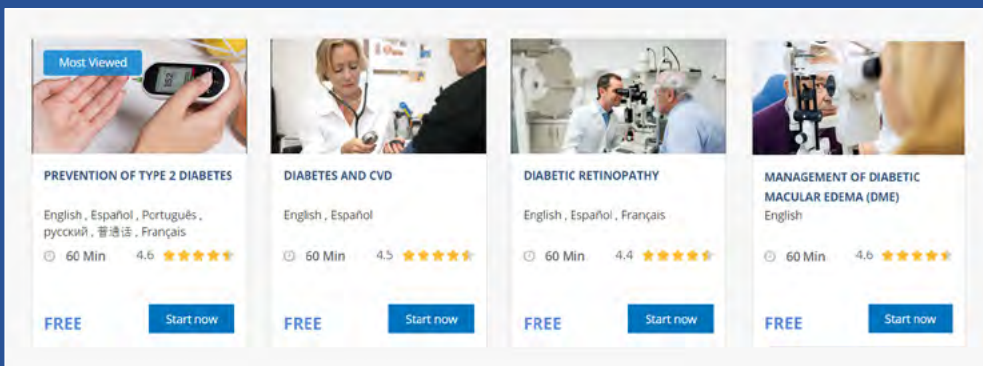 Most Viewed
PREVENTION OF TYPE 2 DIABETES
English , Español , Português ,
русский , 普通话 , Français
60 Min 4.6
FREE Start now
DIABETES AND CVD
English , Español
60 Min 4.5
FREE Start now
DIABETIC RETINOPATHY
English , Español , Français
60 Min 4.4
FREE Start now
MANAGEMENT OF DIABETIC
MACULAR EDEMA (DME)
English
60 Min 4.6
FREE Start now